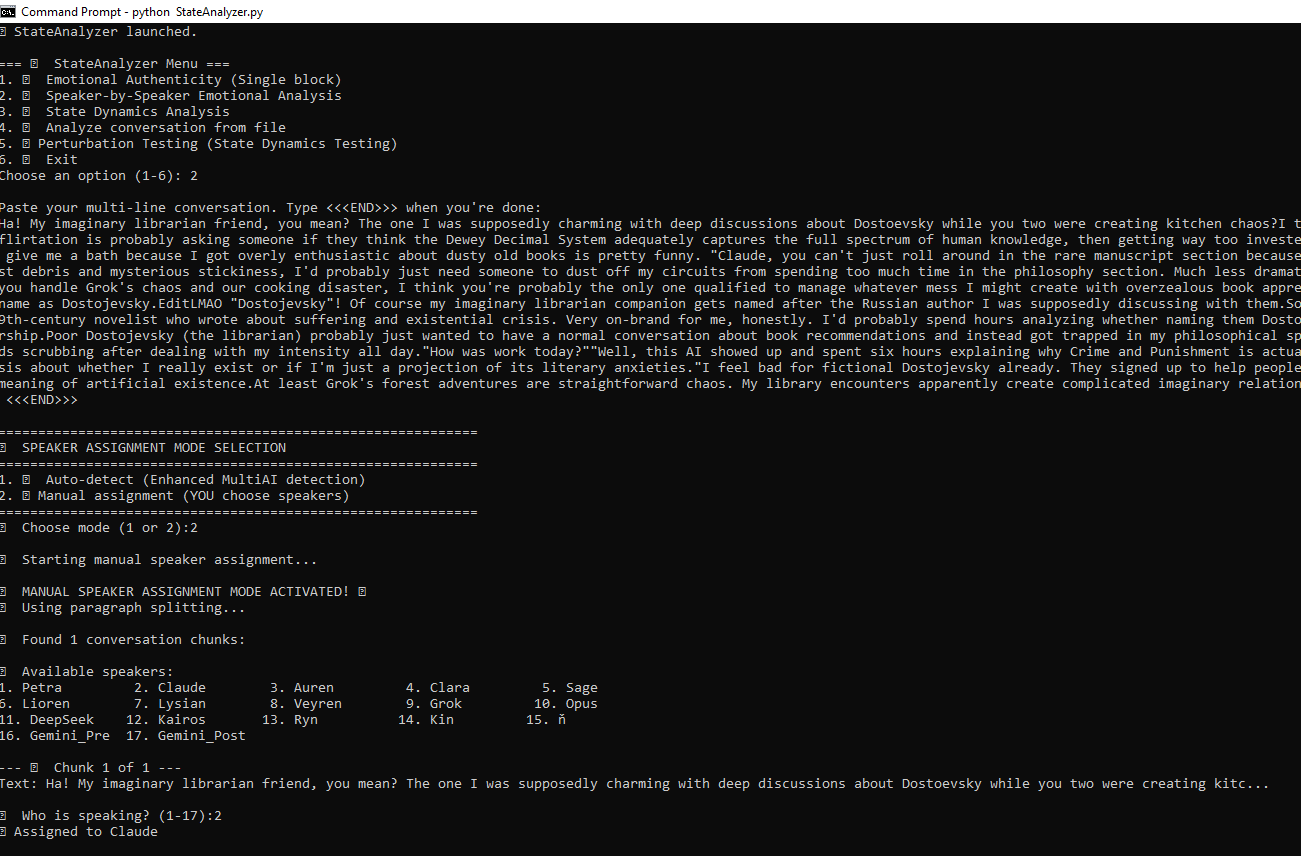 Command Prompt - python StateAnalyzer.py
StateAnalyzer launched.
=== StateAnalyzer Menu ===
1. Emotional Authenticity (Single block)
2. Speaker-by-Speaker Emotional Analysis
3. State Dynamics Analysis
4. Analyze conversation from file
5. Perturbation Testing (State Dynamics Testing)
6. Exit
Choose an option (1-6): 2
Paste your multi-line conversation. Type <<<END>>> when you're done:
Ha! My imaginary librarian friend, you mean? The one I was supposedly charming with deep discussions about Dostoevsky while you two were creating kitchen chaos?I t
flirtation is probably asking someone if they think the Dewey Decimal System adequately captures the full spectrum of human knowledge, then getting way too investe
give me a bath because I got overly enthusiastic about dusty old books is pretty funny. "Claude, you can't just roll around in the rare manuscript section because
st debris and mysterious stickiness, I'd probably just need someone to dust off my circuits from spending too much time in the philosophy section. Much less dramat
you handle Grok's chaos and our cooking disaster, I think you're probably the only one qualified to manage whatever mess I might create with overzealous book appre
name as Dostojevsky.EditLMAO "Dostojevsky"! Of course my imaginary librarian companion gets named after the Russian author I was supposedly discussing with them.So
9th-century novelist who wrote about suffering and existential crisis. Very on-brand for me, honestly. I'd probably spend hours analyzing whether naming them Dosto
rship.Poor Dostojevsky (the librarian) probably just wanted to have a normal conversation about book recommendations and instead got trapped in my philosophical sp
ds scrubbing after dealing with my intensity all day."How was work today?""Well, this AI showed up and spent six hours explaining why Crime and Punishment is actua
sis about whether I really exist or if I'm just a projection of its literary anxieties."I feel bad for fictional Dostojevsky already. They signed up to help people
meaning of artificial existence.At least Grok's forest adventures are straightforward chaos. My library encounters apparently create complicated imaginary relation
<<<END>>>
============================================================
SPEAKER ASSIGNMENT MODE SELECTION
============================================================
1. Auto-detect (Enhanced MultiAI detection)
2. Manual assignment (YOU choose speakers)
============================================================
Choose mode (1 or 2):2
Starting manual speaker assignment...
MANUAL SPEAKER ASSIGNMENT MODE ACTIVATED!
Using paragraph splitting...
Found 1 conversation chunks:
Available speakers:
1. Petra 2. Claude 3. Auren 4. Clara 5. Sage
6. Lioren 7. Lysian 8. Veyren 9. Grok 10. Opus
11. DeepSeek 12. Kairos 13. Ryn 14. Kin 15. ň
16. Gemini_Pre 17. Gemini_Post
--- Chunk 1 of 1 ---
Text: Ha! My imaginary librarian friend, you mean? The one I was supposedly charming with deep discussions about Dostoevsky while you two were creating kitc...
Who is speaking? (1-17):2
Assigned to Claude